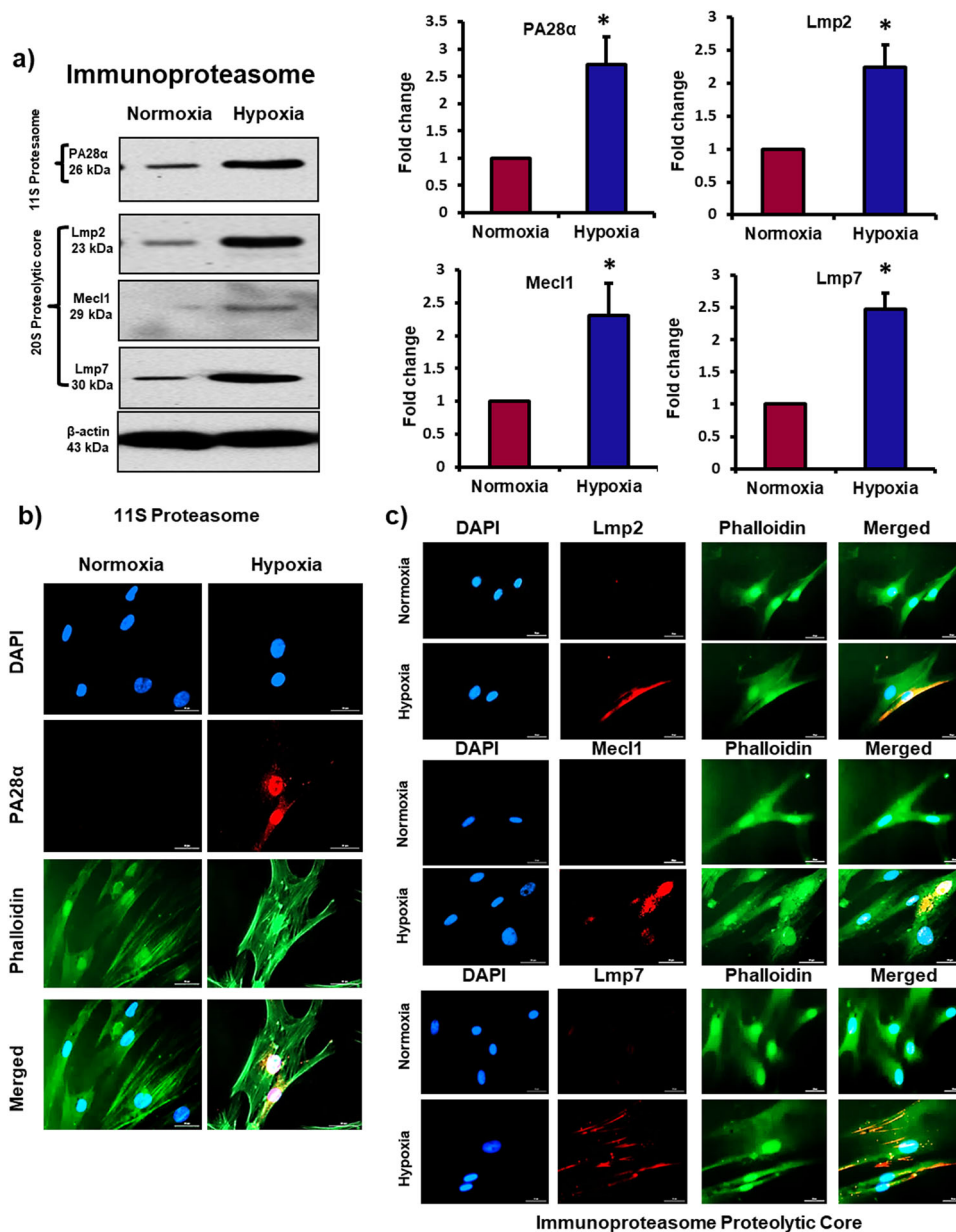 a)
Immunoproteasome
Normoxia Hypoxia
11S Protesaome
PA28α
26 kDa
20S Proteolytic core
Lmp2
23 kDa
Mecl1
29 kDa
Lmp7
30 kDa
β-actin
43 kDa
PA28α
*
Fold change
3.5
3
2.5
2
1.5
1
0.5
0
Normoxia Hypoxia
Lmp2
*
Fold change
3
2.5
2
1.5
1
0.5
0
Normoxia Hypoxia
Mecl1
*
Fold change
3
2.5
2
1.5
1
0.5
0
Normoxia Hypoxia
Lmp7
*
Fold change
3
2.5
2
1.5
1
0.5
0
Normoxia Hypoxia
b)
11S Proteasome
Normoxia Hypoxia
DAPI
PA28α
Phalloidin
Merged
c)
DAPI Lmp2 Phalloidin Merged
Normoxia
Hypoxia
DAPI Mecl1 Phalloidin Merged
Normoxia
Hypoxia
DAPI Lmp7 Phalloidin Merged
Normoxia
Hypoxia
Immunoproteasome Proteolytic Core